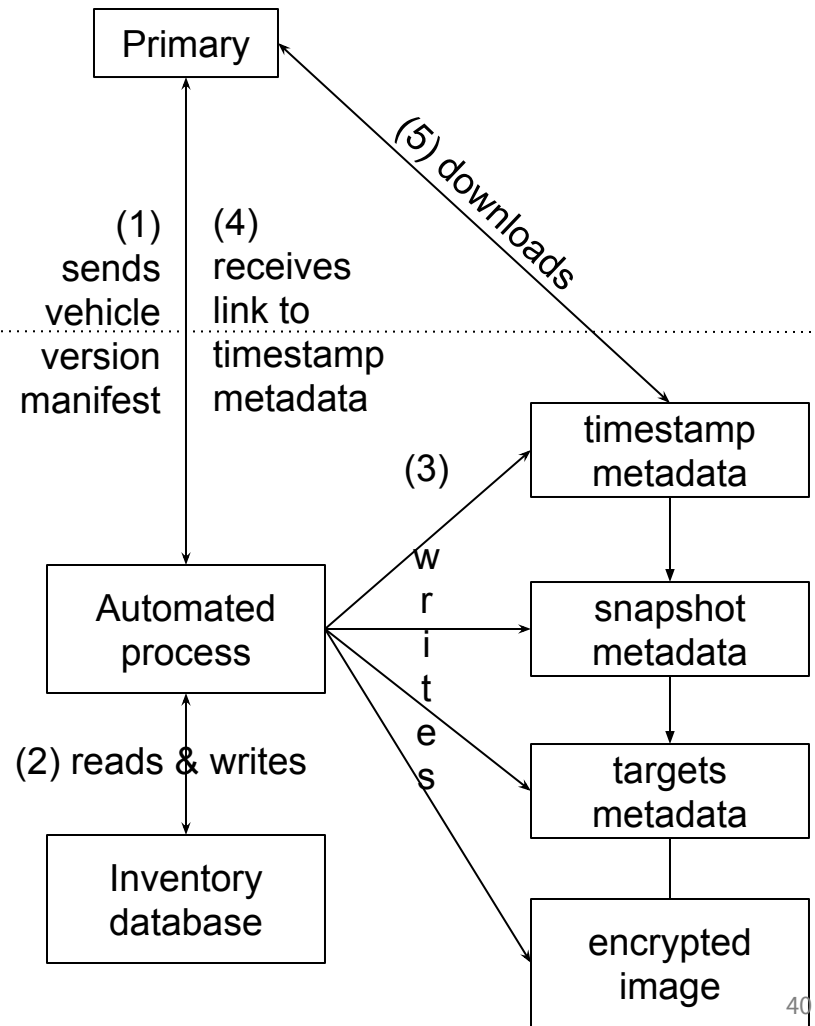 Primary
(5) downloads
(1)
sends
vehicle
version
manifest
(4)
receives
link to
timestamp
metadata
timestamp
metadata
(3)
writes
Automated
process
snapshot
metadata
(2) reads & writes
targets
metadata
Inventory
database
encrypted
image
40